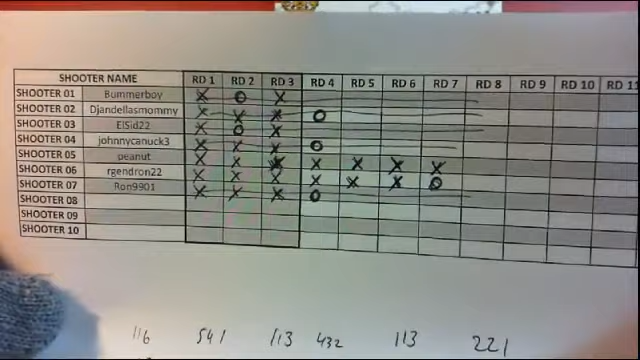 SHOOTER NAME RD 1 RD 2 RD 3 RD 4 RD 5 RD 6 RD 7 RD 8 RD 9 RD 10 RD 11
SHOOTER 01 Bummerboy X O X
SHOOTER 02 Djandellasmommy X X X O
SHOOTER 03 ElSid22 X O X
SHOOTER 04 johnnycanuck3 X X X O
SHOOTER 05 peanut X X X X X X X
SHOOTER 06 rgendron22 X X X X X X O
SHOOTER 07 Ron9901 X X X O
SHOOTER 08
SHOOTER 09
SHOOTER 10
116 541 113 432 113 221